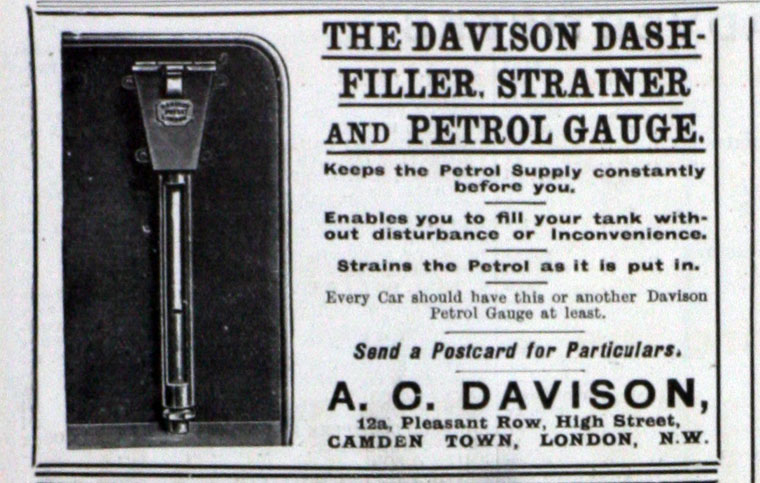 THE DAVISON DASH-
FILLER, STRAINER
AND PETROL GAUGE.
Keeps the Petrol Supply constantly
before you.
Enables you to fill your tank with-
out disturbance or Inconvenience.
Strains the Petrol as it is put in.
Every Car should have this or another Davison
Petrol Gauge at least.
Send a Postcard for Particulars.
A. C. DAVISON,
12a, Pleasant Row, High Street,
CAMDEN TOWN, LONDON, N.W.